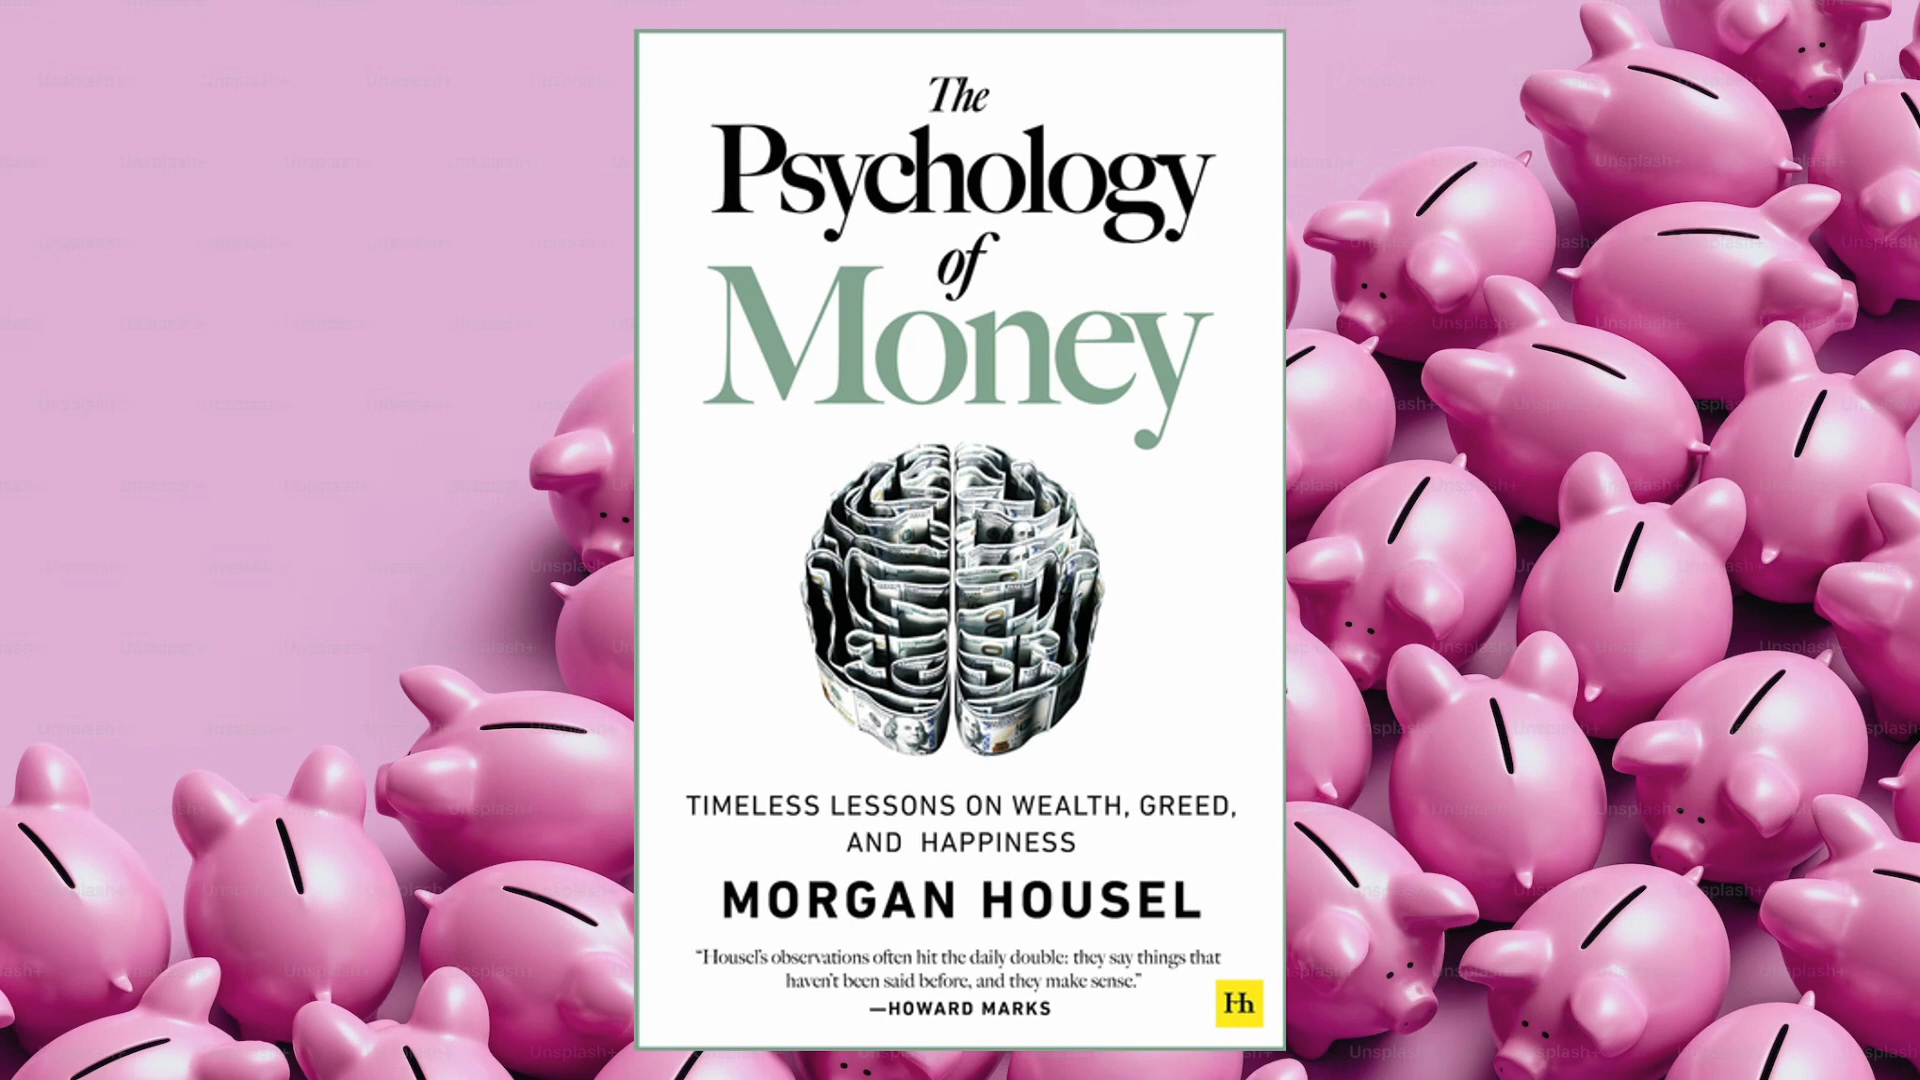 The
Psychology
of
Money
TIMELESS LESSONS ON WEALTH, GREED,
AND HAPPINESS
MORGAN HOUSEL
“Housel’s observations often hit the daily double: they say things that
haven’t been said before, and they make sense.”
—HOWARD MARKS
Hh
Unsplash+